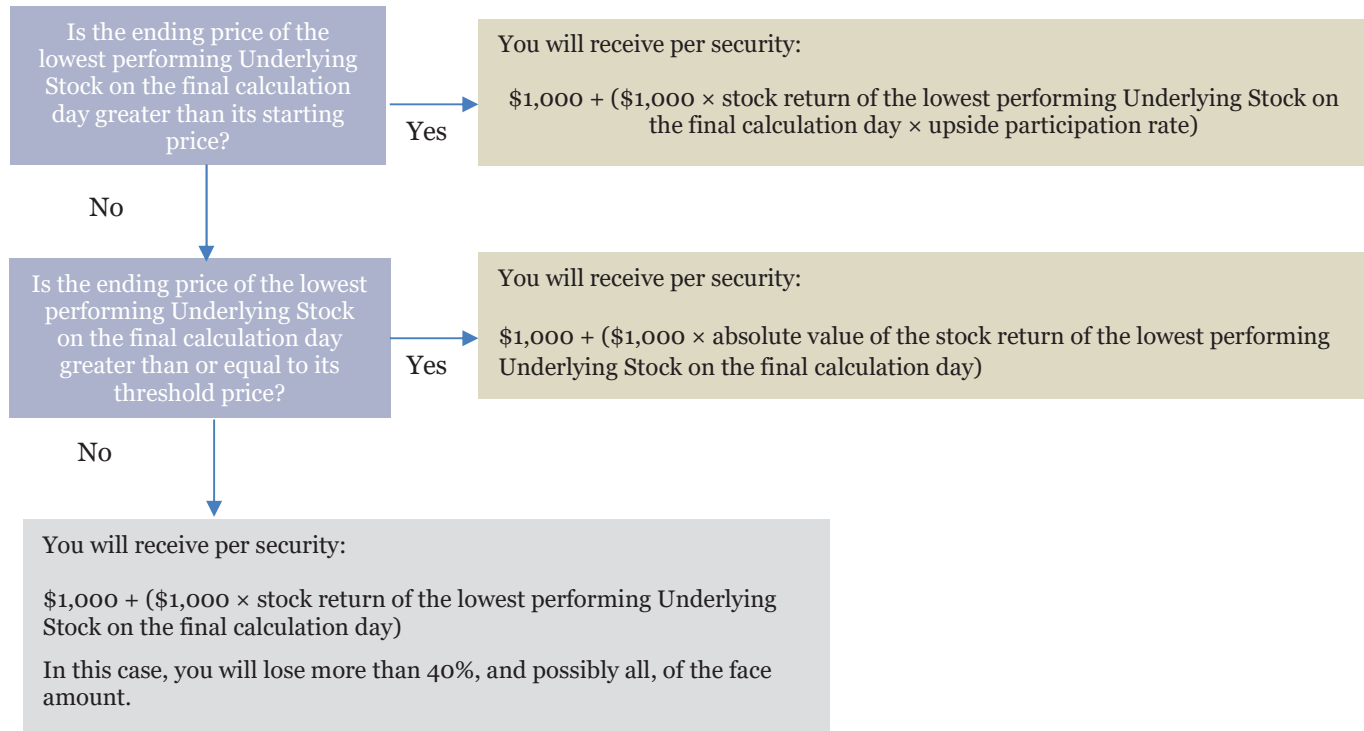 Is the ending price of the
lowest performing Underlying
Stock on the final calculation
day greater than its starting
price?
Yes
You will receive per security:
$1,000 + ($1,000 × stock return of the lowest performing Underlying Stock on
the final calculation day × upside participation rate)
No
Is the ending price of the lowest
performing Underlying Stock
on the final calculation day
greater than or equal to its
threshold price?
Yes
You will receive per security:
$1,000 + ($1,000 × absolute value of the stock return of the lowest performing
Underlying Stock on the final calculation day)
No
You will receive per security:
$1,000 + ($1,000 × stock return of the lowest performing Underlying
Stock on the final calculation day)
In this case, you will lose more than 40%, and possibly all, of the face
amount.